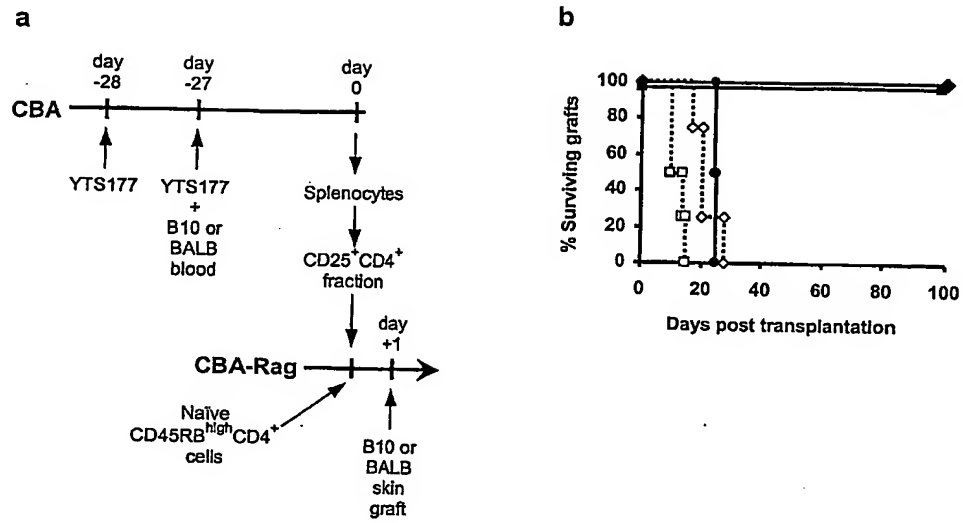 a
day
-28
day
-27
day
0
CBA
YTS177
YTS177
+
B10 or
BALB
blood
Splenocytes
CD25⁺CD4⁺
fraction
day
+1
CBA-Rag
Naïve
CD45RBʰⁱᵍʰCD4⁺
cells
B10 or
BALB
skin
graft
b
% Surviving grafts
100
80
60
40
20
0
0 20 40 60 80 100
Days post transplantation